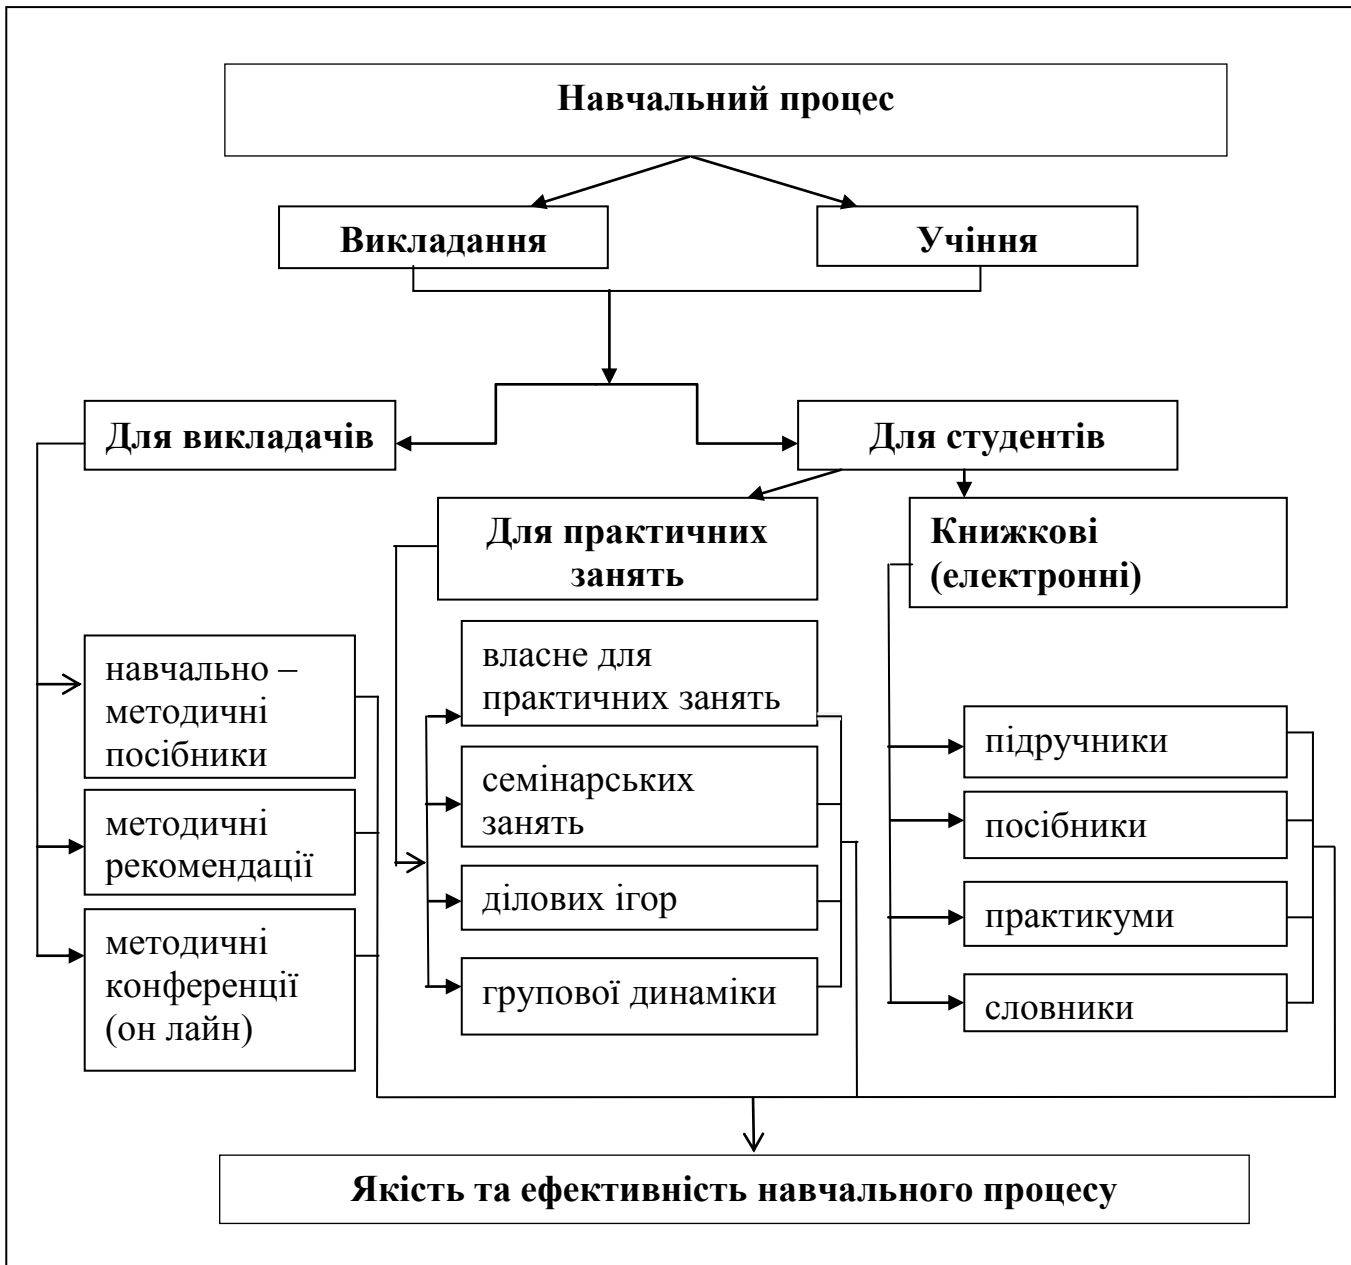 Навчальний процес
Викладання
Учіння
Для викладачів
Для студентів
Для практичних
занять
Книжкові
(електронні)
навчально –
методичні
посібники
методичні
рекомендації
методичні
конференції
(он лайн)
власне для
практичних занять
семінарських
занять
ділових ігор
групової динаміки
підручники
посібники
практикуми
словники
Якість та ефективність навчального процесу